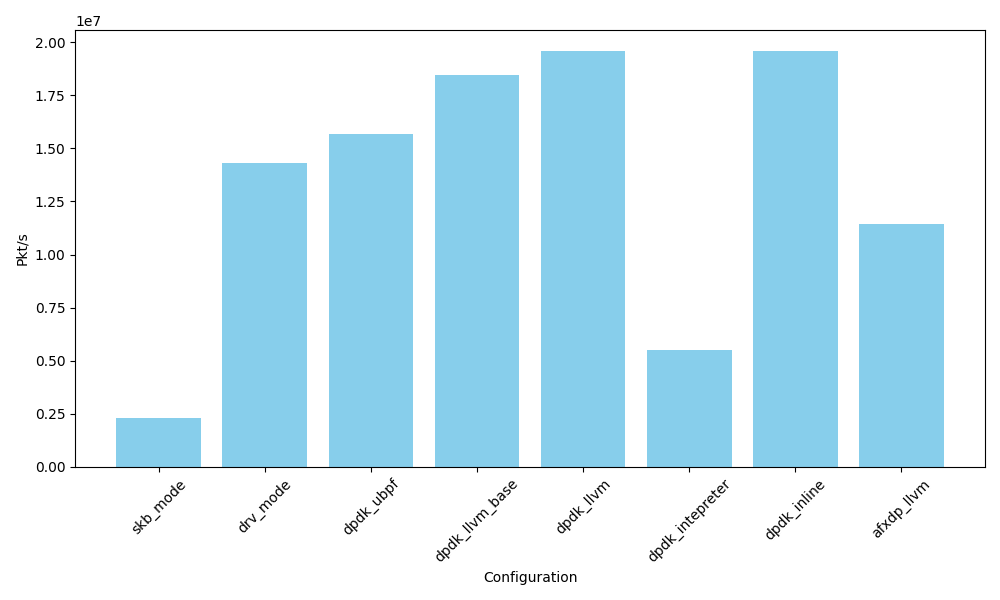 1e7
2.00
1.75
1.50
1.25
1.00
0.75
0.50
0.25
0.00
Pkt/s
skb_mode
drv_mode
dpdk_ubpf
dpdk_llvm_base
dpdk_llvm
dpdk_intepreter
dpdk_inline
afxdp_llvm
Configuration